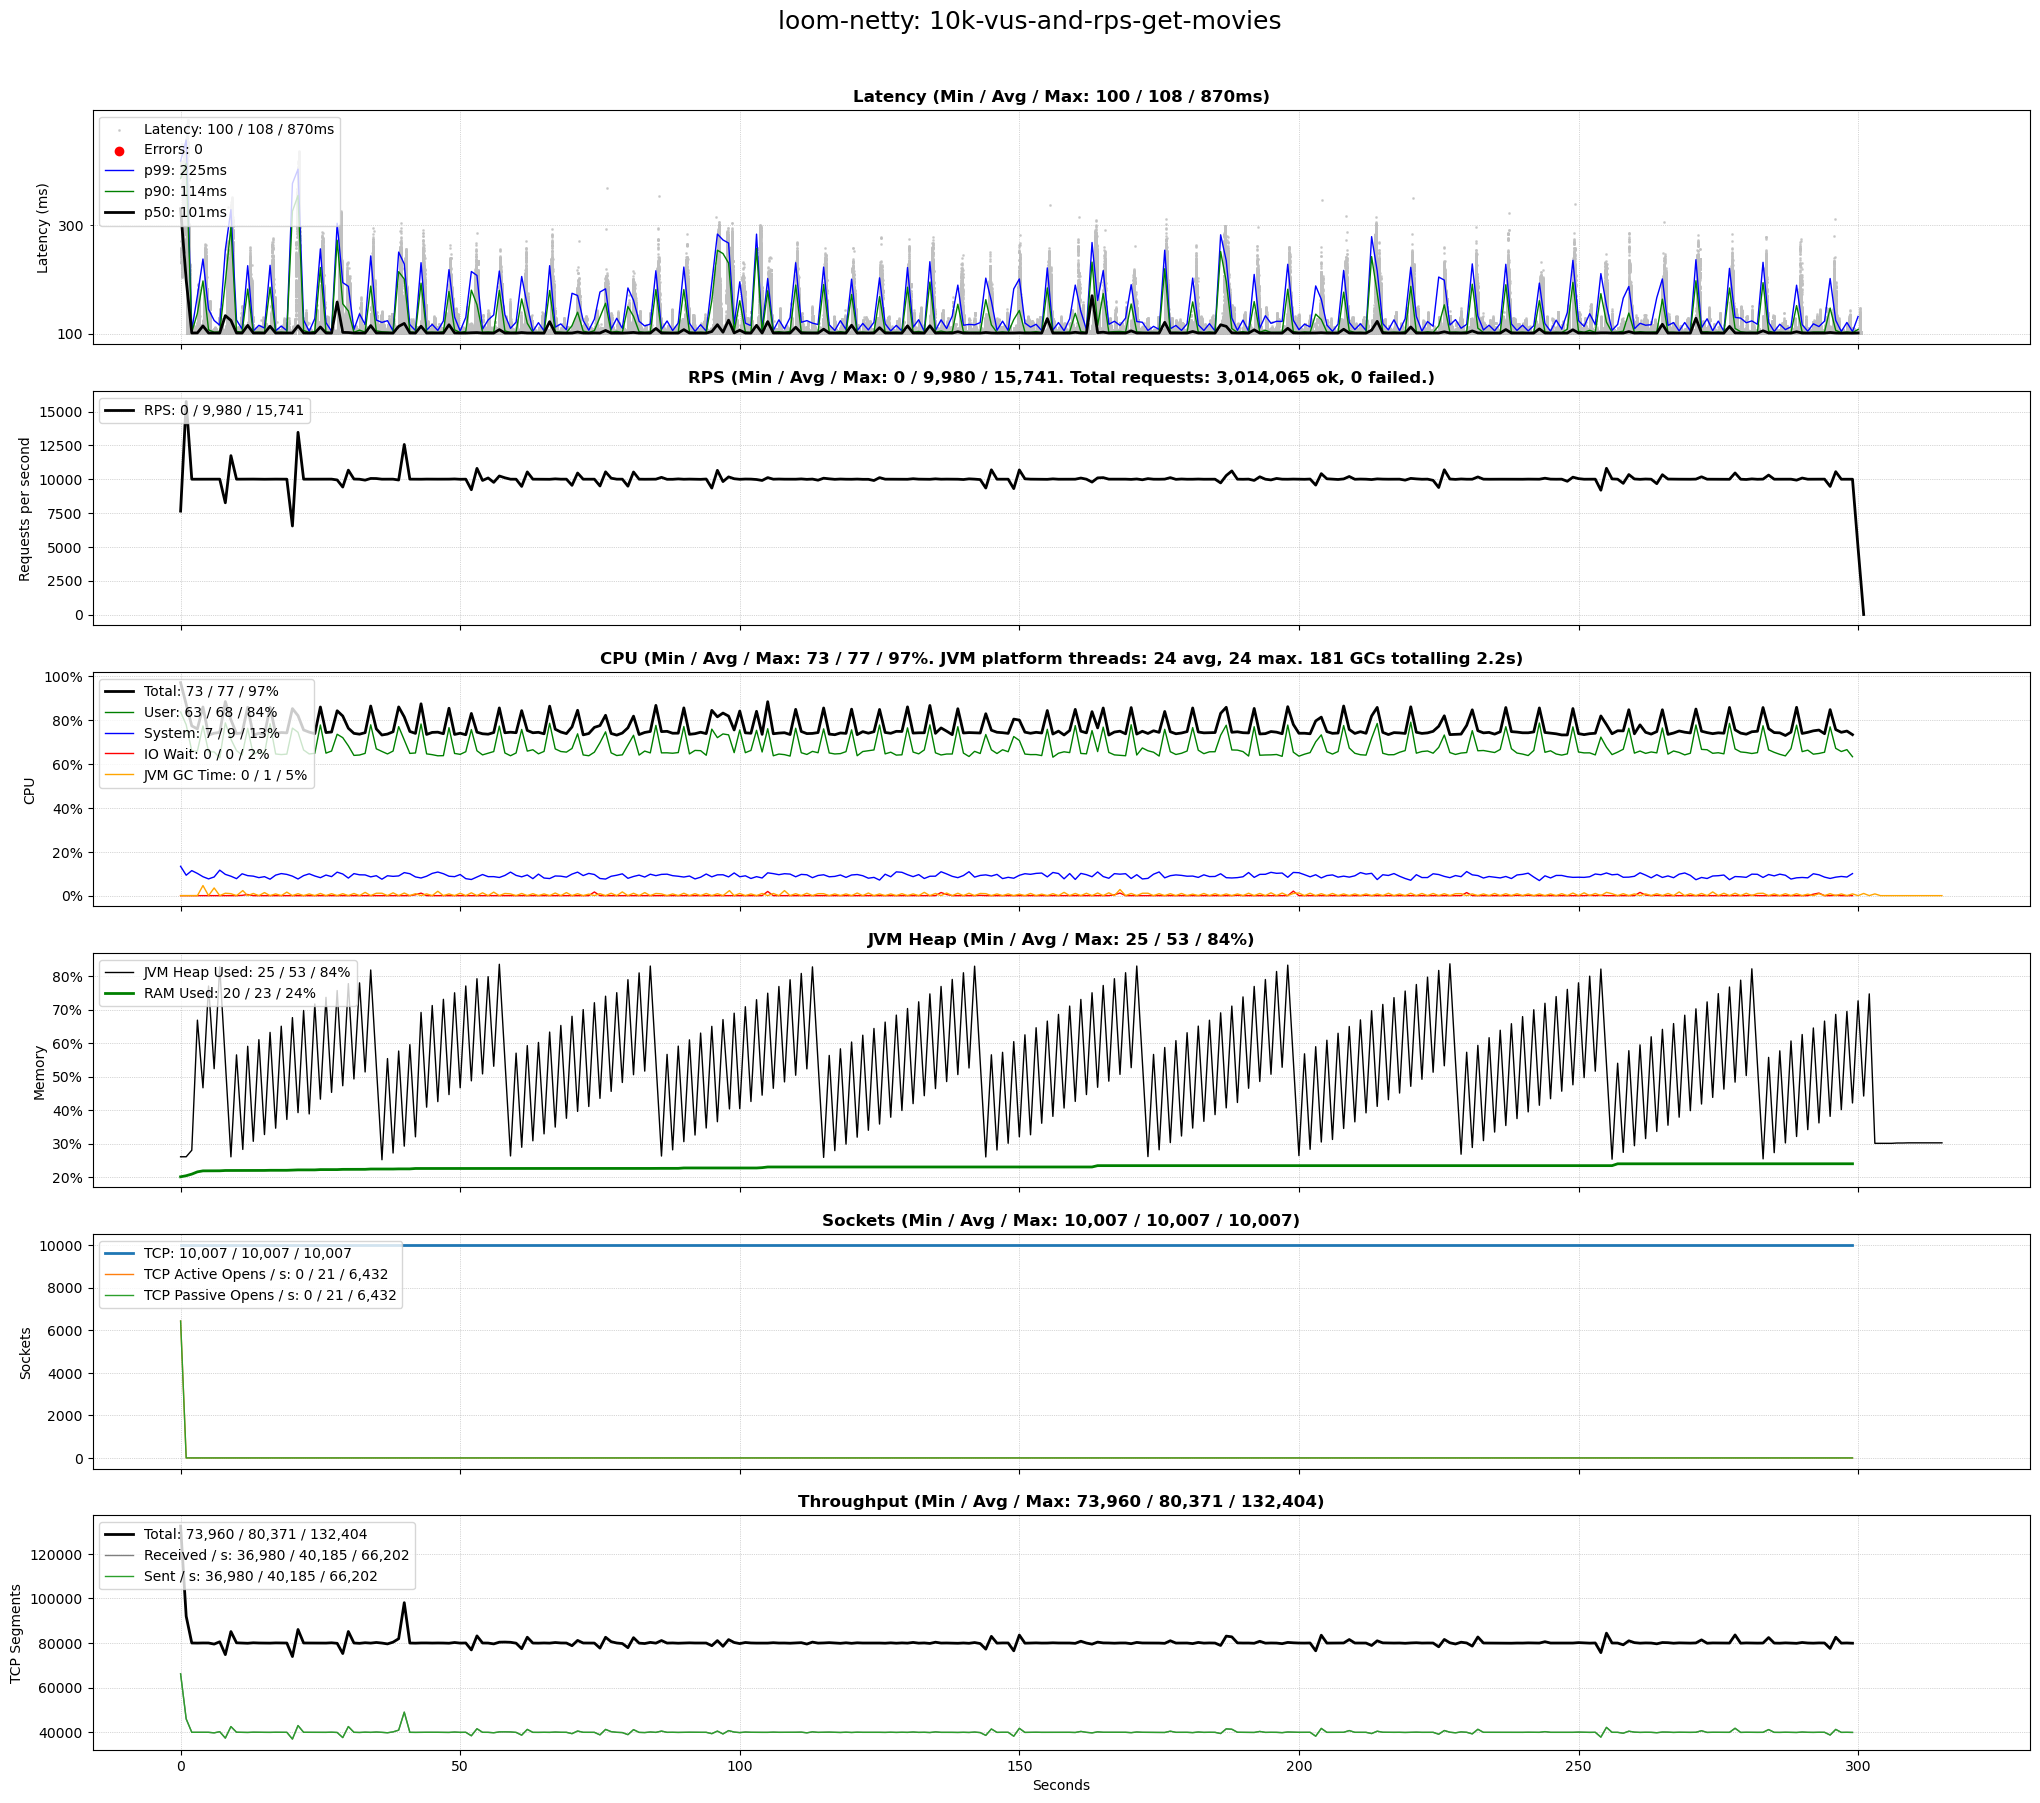 loom-netty: 10k-vus-and-rps-get-movies
Latency (Min / Avg / Max: 100 / 108 / 870ms)
Latency: 100 / 108 / 870ms
Errors: 0
p99: 225ms
p90: 114ms
p50: 101ms
Latency (ms)
300
100
RPS (Min / Avg / Max: 0 / 9,980 / 15,741. Total requests: 3,014,065 ok, 0 failed.)
RPS: 0 / 9,980 / 15,741
Requests per second
15000
12500
10000
7500
5000
2500
0
CPU (Min / Avg / Max: 73 / 77 / 97%. JVM platform threads: 24 avg, 24 max. 181 GCs totalling 2.2s)
Total: 73 / 77 / 97%
User: 63 / 68 / 84%
System: 7 / 9 / 13%
IO Wait: 0 / 0 / 2%
JVM GC Time: 0 / 1 / 5%
CPU
100%
80%
60%
40%
20%
0%
JVM Heap (Min / Avg / Max: 25 / 53 / 84%)
JVM Heap Used: 25 / 53 / 84%
RAM Used: 20 / 23 / 24%
Memory
80%
70%
60%
50%
40%
30%
20%
Sockets (Min / Avg / Max: 10,007 / 10,007 / 10,007)
TCP: 10,007 / 10,007 / 10,007
TCP Active Opens / s: 0 / 21 / 6,432
TCP Passive Opens / s: 0 / 21 / 6,432
Sockets
10000
8000
6000
4000
2000
0
Throughput (Min / Avg / Max: 73,960 / 80,371 / 132,404)
Total: 73,960 / 80,371 / 132,404
Received / s: 36,980 / 40,185 / 66,202
Sent / s: 36,980 / 40,185 / 66,202
TCP Segments
120000
100000
80000
60000
40000
0 50 100 150 200 250 300
Seconds